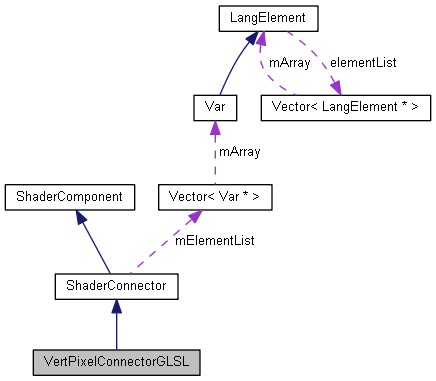 LangElement
mArray
elementList
Var
Vector< LangElement * >
mArray
ShaderComponent
Vector< Var * >
mElementList
ShaderConnector
VertPixelConnectorGLSL